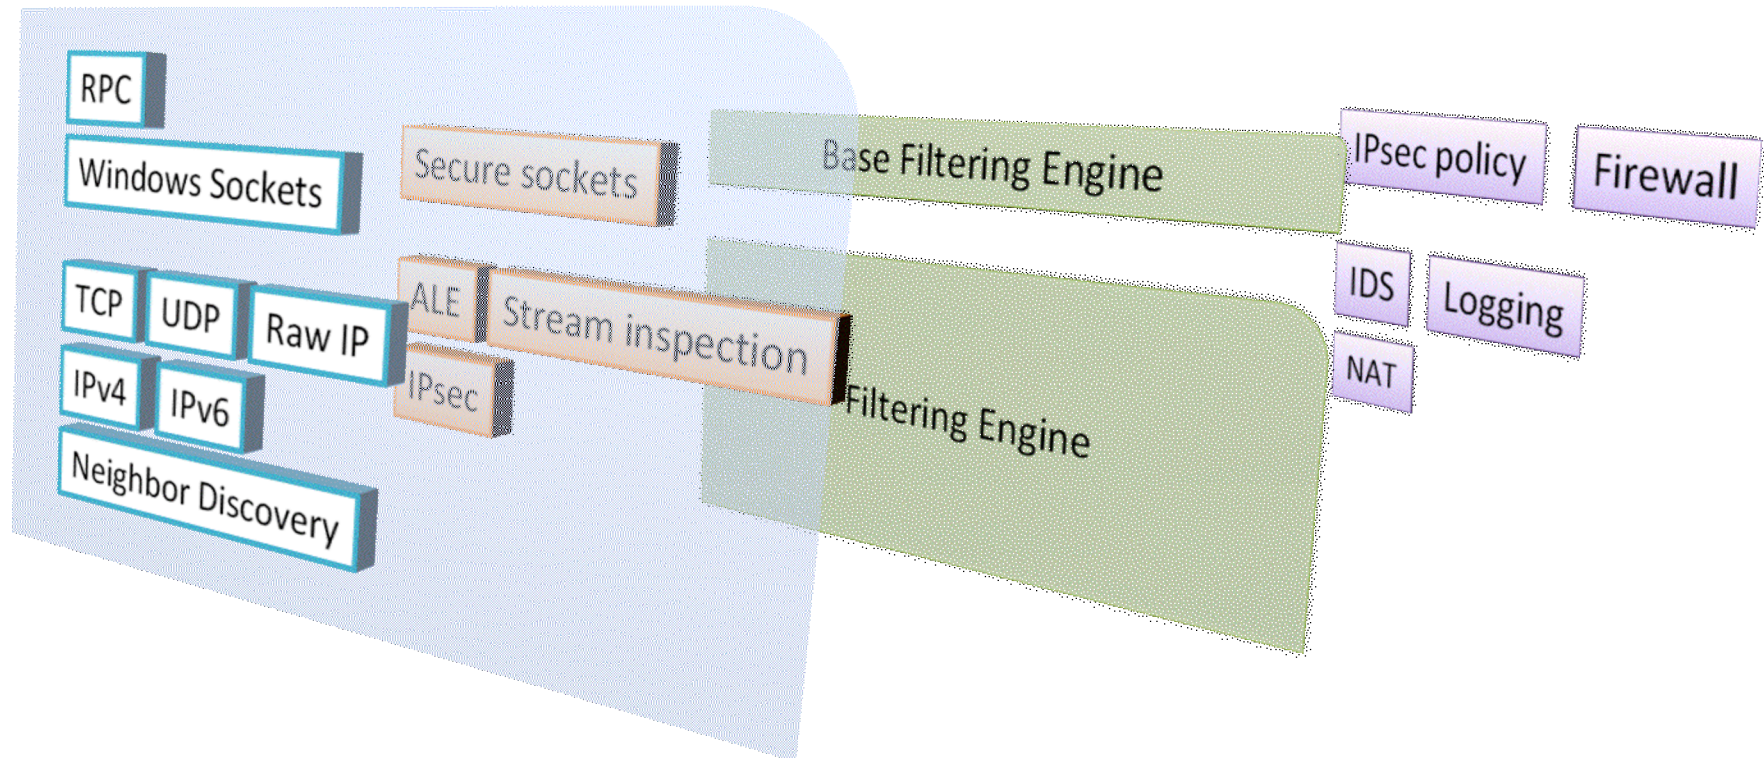 RPC
Windows Sockets
Secure sockets
Base Filtering Engine
IPsec policy
Firewall
TCP
UDP
Raw IP
ALE
Stream inspection
IDS
Logging
IPv4
IPv6
IPsec
Filtering Engine
NAT
Neighbor Discovery